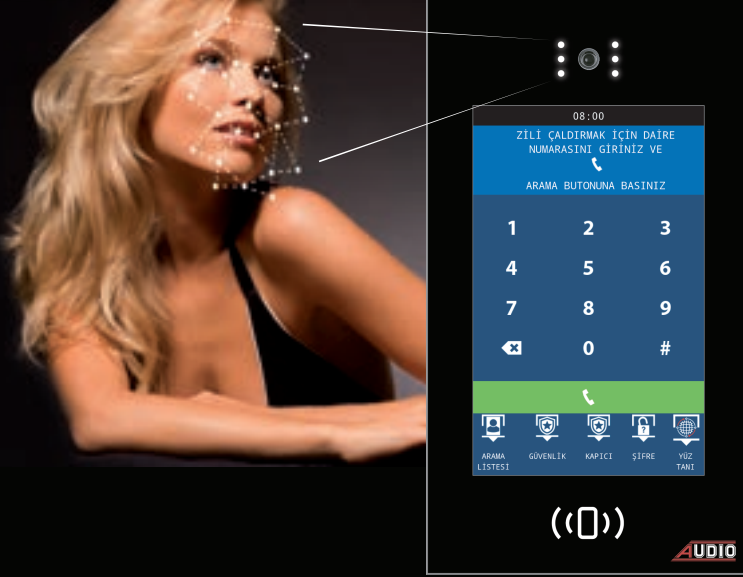 08:00
ZİLİ ÇALDIRMAK İÇİN DAİRE
NUMARASINI GİRİNİZ VE
ARAMA BUTONUNA BASINIZ
1 2 3
4 5 6
7 8 9
0 #
ARAMA LİSTESİ
GÜVENLİK
KAPICI
ŞİFRE
YÜZ TANI
AUDIO